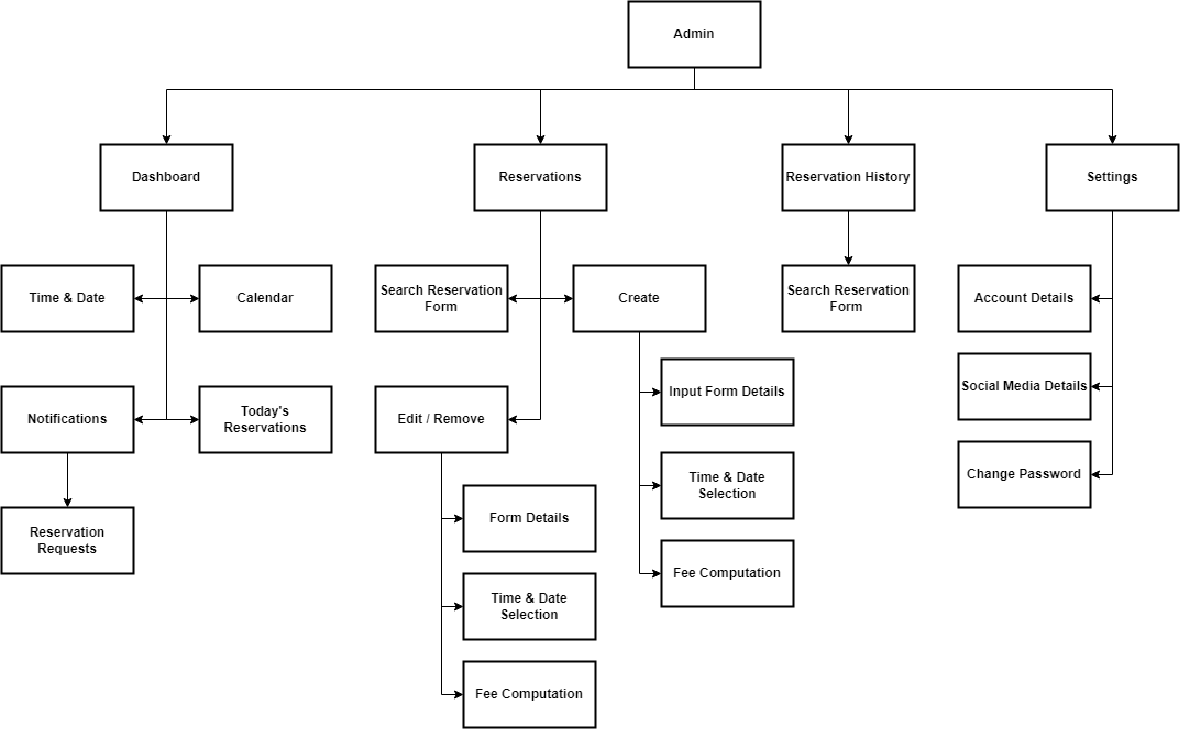 Admin
Dashboard
Reservations
Reservation History
Settings
Time & Date
Calendar
Search Reservation
Form
Create
Search Reservation
Form
Account Details
Input Form Details
Social Media Details
Notifications
Today"s
Reservations
Edit / Remove
Time & Date
Selection
Change Password
Reservation
Requests
Form Details
Fee Computation
Time & Date
Selection
Fee Computation